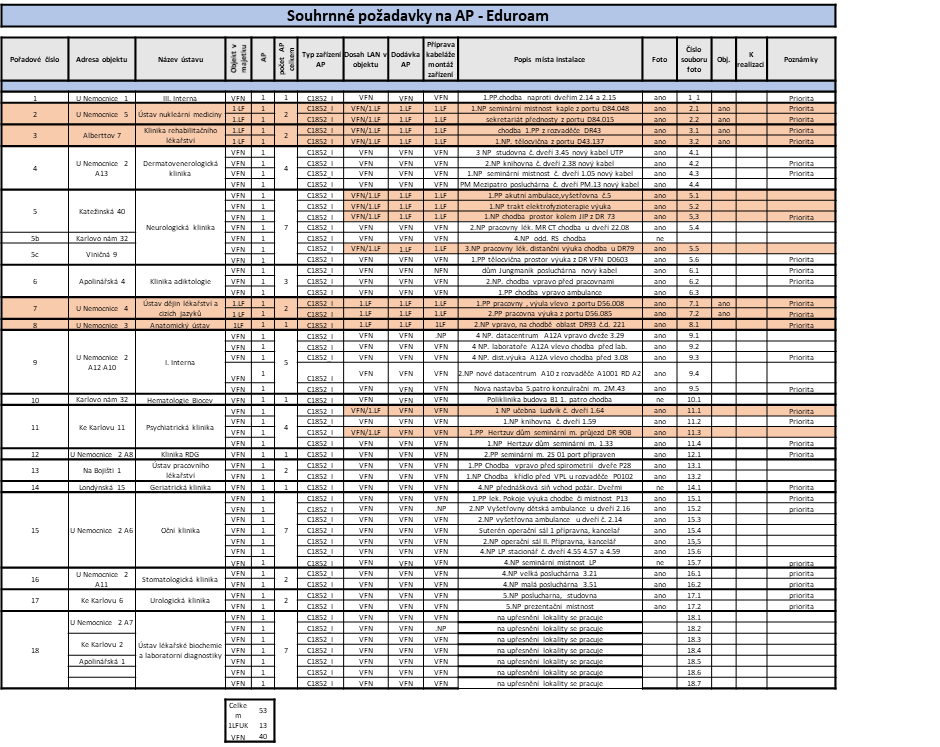 Souhrnné požadavky na AP - Eduroam
Pořadové číslo Adresa objektu Název ústavu Objekt v majetku AP počet AP celkem Typ zařízení AP Dosah LAN v objektu Dodávka AP Příprava kabeláže montáž zařízení Popis místa instalace Foto Číslo souboru foto Obj. K realizaci Poznámky
1 U Nemocnice 1 III. Interna VFN 1 1 C1852 I VFN VFN VFN 1.PP.chodba naproti dveřím 2.14 a 2.15 ano 1_1 Priorita
2 U Nemocnice 5 Ústav nukleární medicíny 1 LF 1 2 C1852 I VFN/1.LF 1.LF 1.LF 1.NP seminární místnost kaple z portu D84.048 ano 2.1 ano Priorita
1 LF 1 C1852 I VFN/1.LF 1.LF 1.LF sekretariát přednosty z portu D84.015 ano 2.2 ano Priorita
3 Alberttov 7 Klinika rehabilitačního lékařství 1.LF 1 2 C1852 I 1.LF 1.LF 1.LF chodba 1.PP z rozvaděče DR43 ano 3.1 ano Priorita
1 LF 1 C1852 I 1.LF 1.LF 1.LF 1.NP. tělocvična z portu D43.137 ano 3.2 ano Priorita
4 U Nemocnice 2 A13 Dermatovenerologická klinika VFN 1 4 C1852 I VFN VFN VFN 3 NP studovna č. dveří 3.45 nový kabel UTP ano 4.1
VFN 1 C1852 I VFN VFN VFN 2.NP knihovna č. dveří 2.38 nový kabel ano 4.2 Priorita
VFN 1 C1852 I VFN VFN VFN 1.NP seminární místnost č. dveří 1.05 nový kabel ano 4.3 Priorita
VFN 1 C1852 I VFN VFN VFN PM Mezipatro posluchárna č. dveří PM.13 nový kabel ano 4.4
5 Katežinská 40 Neurologická klinika VFN 1 7 C1852 I VFN/1.LF 1.LF 1.LF 1.PP akutní ambulace,vyšetřovna č.5 ano 5.1
VFN 1 C1852 I VFN/1.LF 1.LF 1.LF 1.NP trakt elektrofyzioterapie výuka ano 5.2
VFN 1 C1852 I VFN/1.LF 1.LF 1.LF 1.NP chodba prostor kolem JIP z DR 73 ano 5,3 Priorita
VFN 1 C1852 I VFN VFN VFN 2.NP pracovny lék. MR CT chodba u dveří 22.08 ano 5.4
5b Karlovo nám 32 VFN 1 C1852 I VFN VFN VFN 4.NP odd. RS chodba ne
5c Viničná 9 VFN 1 C1852 I VFN/1.LF 1.LF 1.LF 3.NP pracovny lék. distanční výuka chodba u DR79 ano 5.5
VFN 1 C1852 I VFN VFN VFN 1.PP tělocvična prostor výuka z DR VFN D0603 ano 5.6 Priorita
6 Apolinářská 4 Klinika adiktologie VFN 1 3 C1852 I VFN VFN NFN dům Jungmanik posluchárna nový kabel ano 6.1 Priorita
VFN 1 C1852 I VFN VFN VFN 2.NP. chodba výuka před pracovnami ano 6.2 Priorita
VFN 1 C1852 I VFN VFN VFN 1.PP chodba výuka ambulance ano 6.3
7 U Nemocnice 4 Ústav dějin lékařství a cizích jazyků 1.LF 1 2 C1852 I 1.LF 1.LF 1.LF 1.PP pracovny , výula vlevo z portu D56.008 ano 7.1 ano Priorita
1.LF 1 C1852 I 1.LF 1.LF 1.LF 2.PP pracovna výuka z portu D56.085 ano 7.2 ano Priorita
8 U Nemocnice 3 Anatomický ústav 1LF 1 1 C1852 I 1.LF 1.LF 1LF 2.NP vpravo, na chodbě oblast DR93 č.d. 221 ano 8.1 Priorita
9 U Nemocnice 2 A12 A10 I. Interna VFN 1 5 C1852 I VFN VFN .NP 4 NP. datacentrum A12A vpravo dveže 3.29 ano 9.1
VFN 1 C1852 I VFN VFN VFN 4 NP. laboratoře A12A vlevo chodba před lab. ano 9.2
VFN 1 C1852 I VFN VFN VFN 4 NP. dist.výuka A12A vlevo chodba před 3.08 ano 9.3 Priorita
VFN 1 C1852 I VFN VFN VFN 2.NP nové datacentrum A10 z rozvaděče A1001 RD A2 ano 9.4
VFN 1 C1852 I VFN VFN VFN Nova nastavba 5.patro konzulrační m. 2M.43 ano 9.5 Priorita
10 Karlovo nám 32 Hematologie Biocev VFN 1 1 C1852 I VFN VFN VFN Poliklinika budova B1 1. patro chodba ne 10.1
11 Ke Karlovu 11 Psychiatrická klinika VFN 1 4 C1852 I VFN/1.LF VFN VFN 1 NP učebna Ludvík č. dveří 1.64 ano 11.1 Priorita
VFN 1 C1852 I VFN VFN VFN 1.NP knihovna č. dveří 1.59 ano 11.2 Priorita
VFN 1 C1852 I VFN/1.LF VFN VFN 1.PP Hertzuv dům seminární m. průjezd DR 908 ano 11.3
VFN 1 C1852 I VFN VFN VFN 1.NP Hertzuv dům seminární m. 1.33 ano 11.4 Priorita
12 U Nemocnice 2 A8 Klinika RDG VFN 1 1 C1852 I VFN VFN VFN 2.PP seminární m. 2S 01 port připraven ano 12.1 Priorita
13 Na Bojišti 1 Ústav pracovního lékařství VFN 1 2 C1852 I VFN VFN VFN 1.PP Chodba vpravo před spirometrií dveře P28 ano 13.1
VFN 1 C1852 I VFN VFN VFN 1.NP Chodba křídlo před VPL u rozvaděče P0102 ano 13.2
14 Londýnská 15 Geriatrická klinika VFN 1 1 C1852 I VFN VFN VFN 4.NP přednášková síň vchod požár. Dveřmi ne 14.1 Priorita
15 U Nemocnice 2 A6 Oční klinika VFN 1 7 C1852 I VFN VFN VFN 1.PP lek. Pokoje výuka chodbe či mistnost P13 ano 15.1 Priorita
VFN 1 C1852 I VFN VFN .NP 2.NP Vyšetřovny dětská ambulance u dveří 2.16 ano 15.2 priorita
VFN 1 C1852 I VFN VFN VFN 2.NP vyšetřovna ambulance u dveří č. 2.14 ano 15.3
VFN 1 C1852 I VFN VFN VFN Suterén operační sál 1 přípravna, kancelář ano 15.4
VFN 1 C1852 I VFN VFN VFN 2.NP operační sál II. Přípravna, kancelář ano 15,5
VFN 1 C1852 I VFN VFN VFN 4.NP LP stacionář č. dveří 4.55 4.57 a 4.59 ano 15.6
VFN 1 C1852 I VFN VFN VFN 4.NP seminární mistnost LP ne 15.7 priorita
16 U Nemocnice 2 A11 Stomatologická klinika VFN 1 2 C1852 I VFN VFN VFN 4.NP velká posluchárna 3.21 ano 16.1 priorita
VFN 1 C1852 I VFN VFN VFN 4.NP malá posluchárna 3.51 ano 16.2 priorita
17 Ke Karlovu 6 Urologická klinika VFN 1 2 C1852 I VFN VFN VFN 5.NP poslucharna, studovna ano 17.1 priorita
VFN 1 C1852 I VFN VFN VFN 5.NP prezentační místnost ano 17.2 priorita
18 U Nemocnice 2 A7 Ústav lékařské biochemie a laboratorní diagnostiky VFN 1 7 C1852 I VFN VFN VFN na upřesnění lokality se pracuje 18.1
VFN 1 C1852 I VFN VFN .NP na upřesnění lokality se pracuje 18.2
Ke Karlovu 2 VFN 1 C1852 I VFN VFN VFN na upřesnění lokality se pracuje 18.3
VFN 1 C1852 I VFN VFN VFN na upřesnění lokality se pracuje 18.4
Apolinářská 1 VFN 1 C1852 I VFN VFN VFN na upřesnění lokality se pracuje 18.5
VFN 1 C1852 I VFN VFN VFN na upřesnění lokality se pracuje 18.6
VFN 1 C1852 I VFN VFN VFN na upřesnění lokality se pracuje 18.7
Celkem 53
1LFUK 13
VFN 40